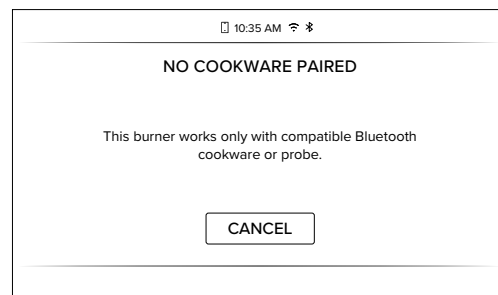 10:35 AM
NO COOKWARE PAIRED
This burner works only with compatible Bluetooth
cookware or probe.
CANCEL